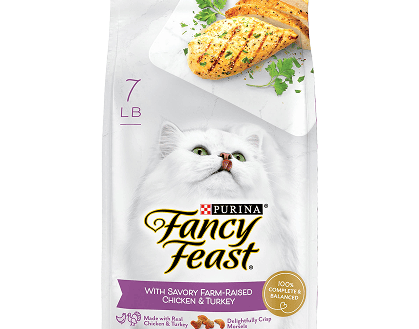 7
LB
PURINA®
Fancy
Feast®
WITH SAVORY FARM-RAISED
CHICKEN & TURKEY
100%
COMPLETE &
BALANCED
Made with Real
Chicken & Turkey
Delightfully Crisp
Morsels